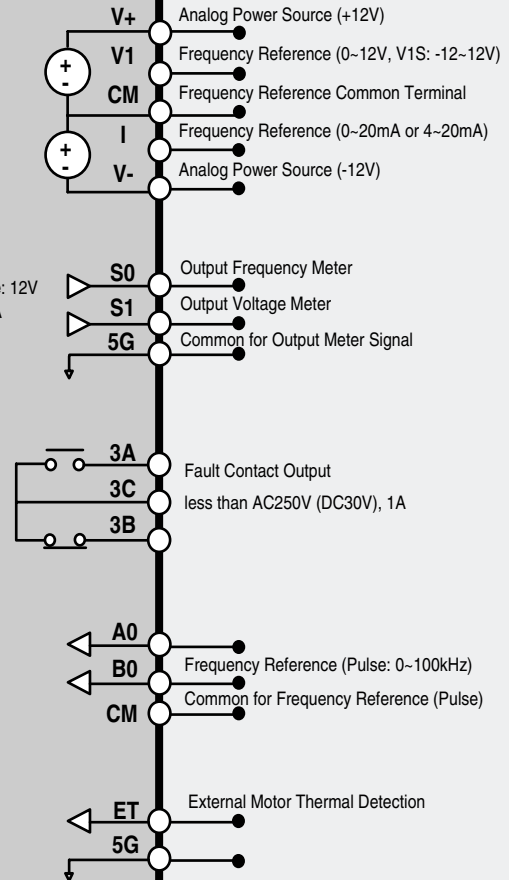 V+ Analog Power Source (+12V)
V1 Frequency Reference (0~12V, V1S: -12~12V)
CM Frequency Reference Common Terminal
I Frequency Reference (0~20mA or 4~20mA)
V- Analog Power Source (-12V)
+
-
+
-
S0 Output Frequency Meter
: 12V
S1 Output Voltage Meter
5G Common for Output Meter Signal
3A
Fault Contact Output
3C less than AC250V (DC30V), 1A
3B
A0
B0 Frequency Reference (Pulse: 0~100kHz)
CM Common for Frequency Reference (Pulse)
ET External Motor Thermal Detection
5G